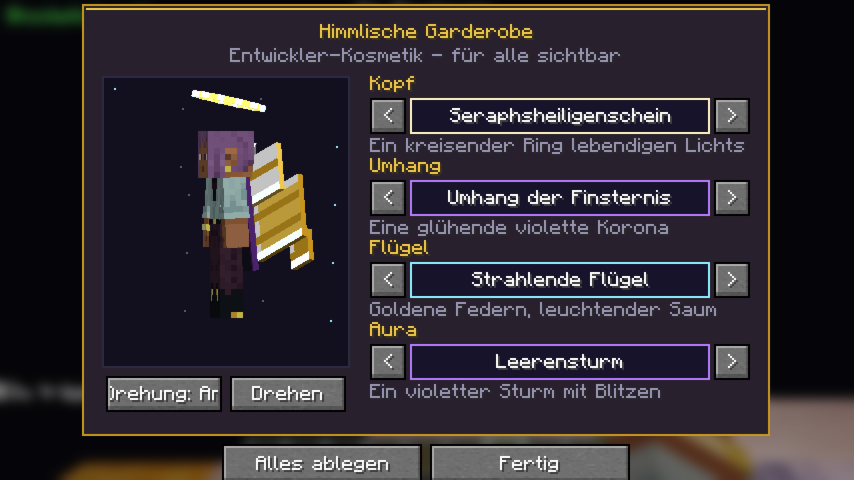 Himmlische Garderobe
Entwickler-Kosmetik – für alle sichtbar
Kopf
< Seraphsheiligenschein >
Ein kreisender Ring lebendigen Lichts
Umhang
< Umhang der Finsternis >
Eine glühende violette Korona
Flügel
< Strahlende Flügel >
Goldene Federn, leuchtender Saum
Aura
< Leerensturm >
Ein violetter Sturm mit Blitzen
Drehung: Drehen
Alles ablegen Fertig